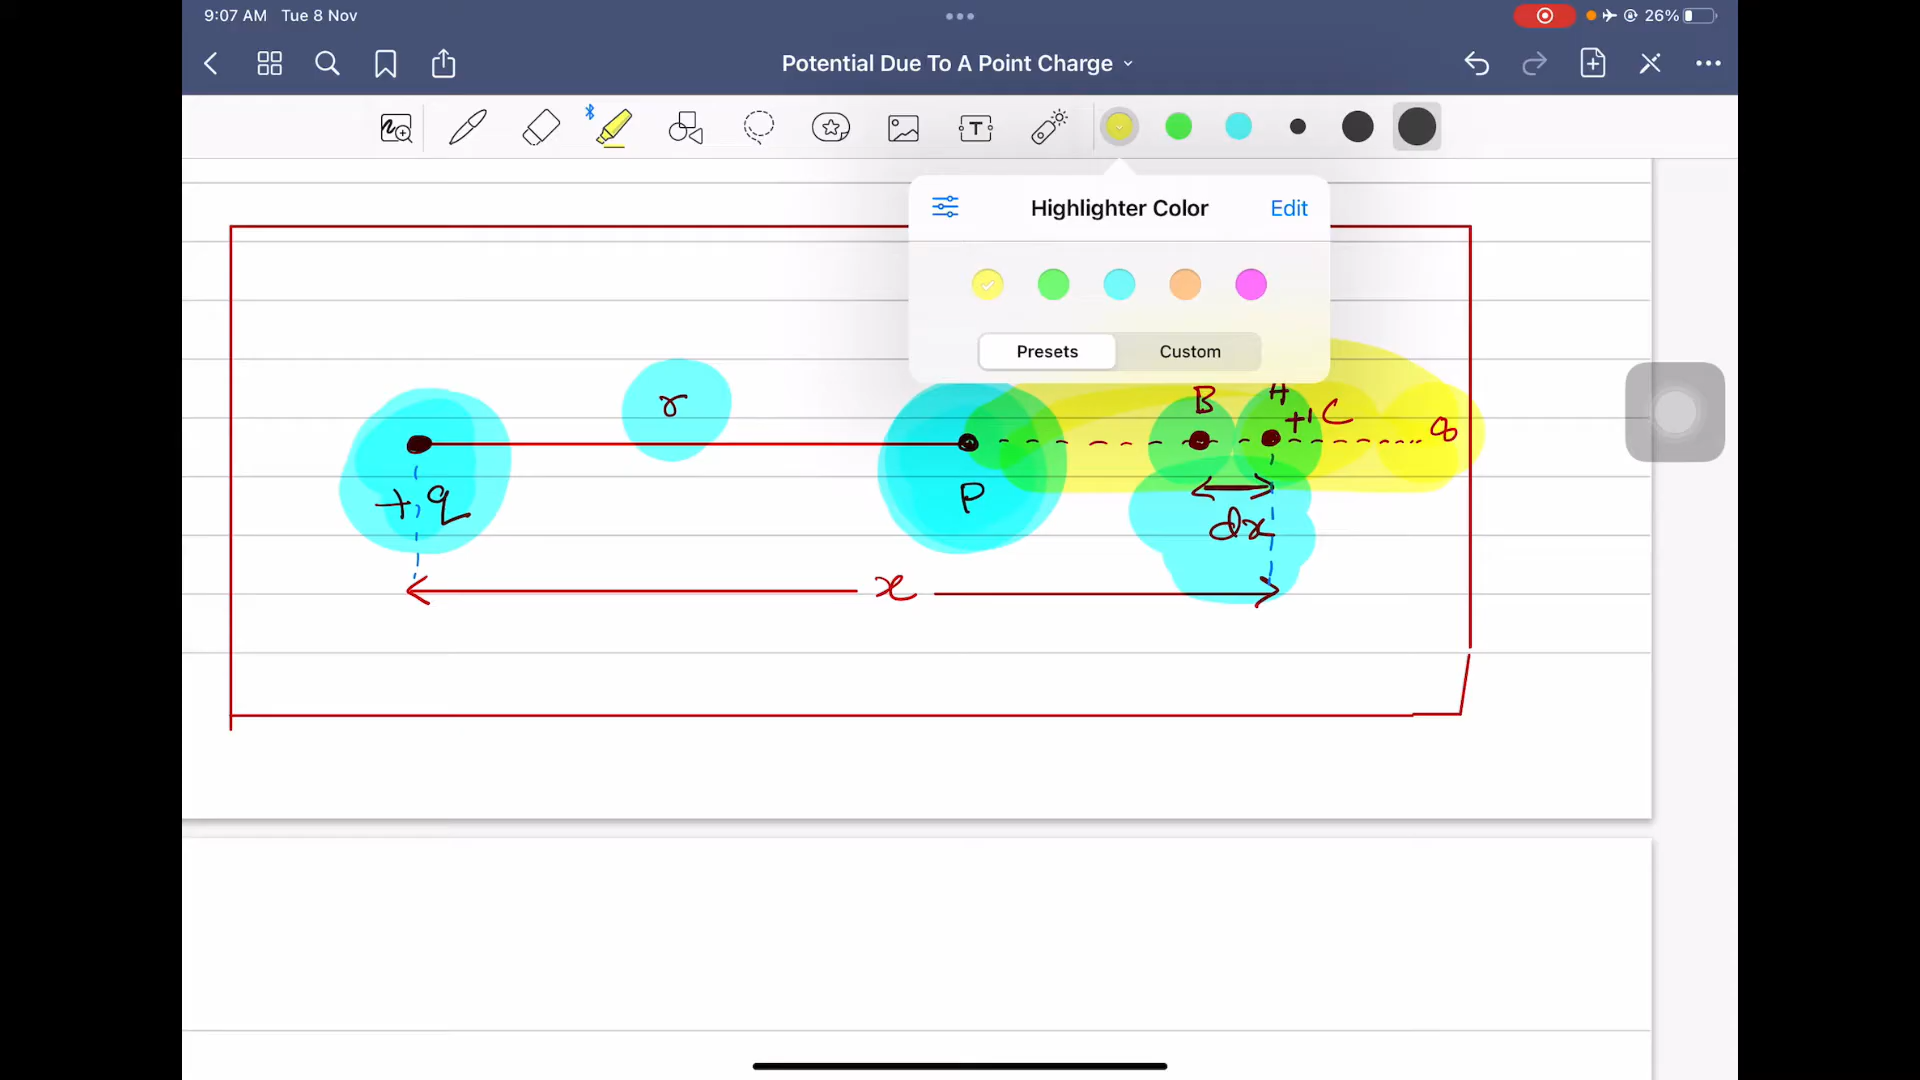 9:07 AM Tue 8 Nov
26%
Potential Due To A Point Charge
T
Highlighter Color
Edit
Presets Custom
r
B A
+1 C
∞
+q
P
dx
x